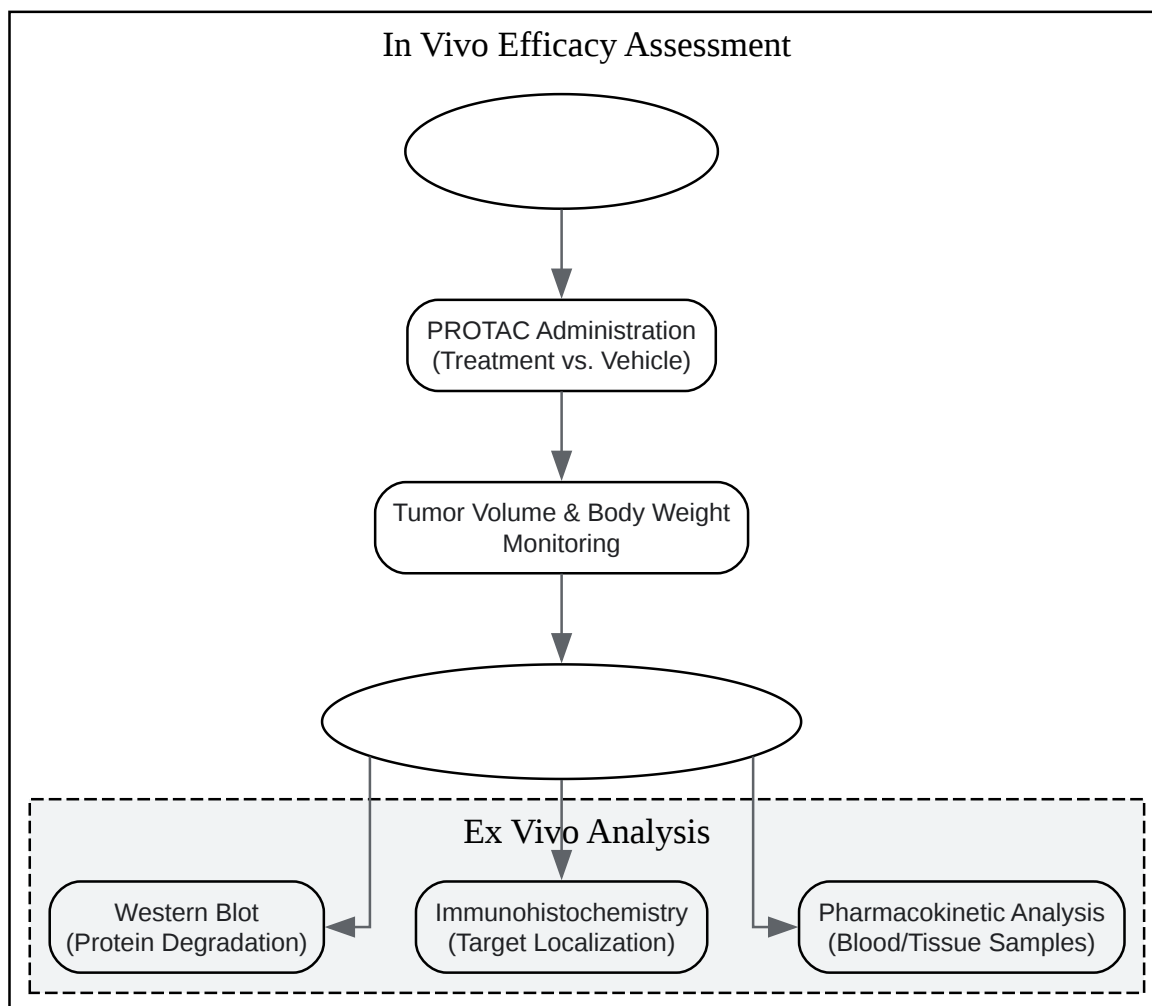 In Vivo Efficacy Assessment
PROTAC Administration
(Treatment vs. Vehicle)
Tumor Volume & Body Weight
Monitoring
Ex Vivo Analysis
Western Blot
(Protein Degradation)
Immunohistochemistry
(Target Localization)
Pharmacokinetic Analysis
(Blood/Tissue Samples)